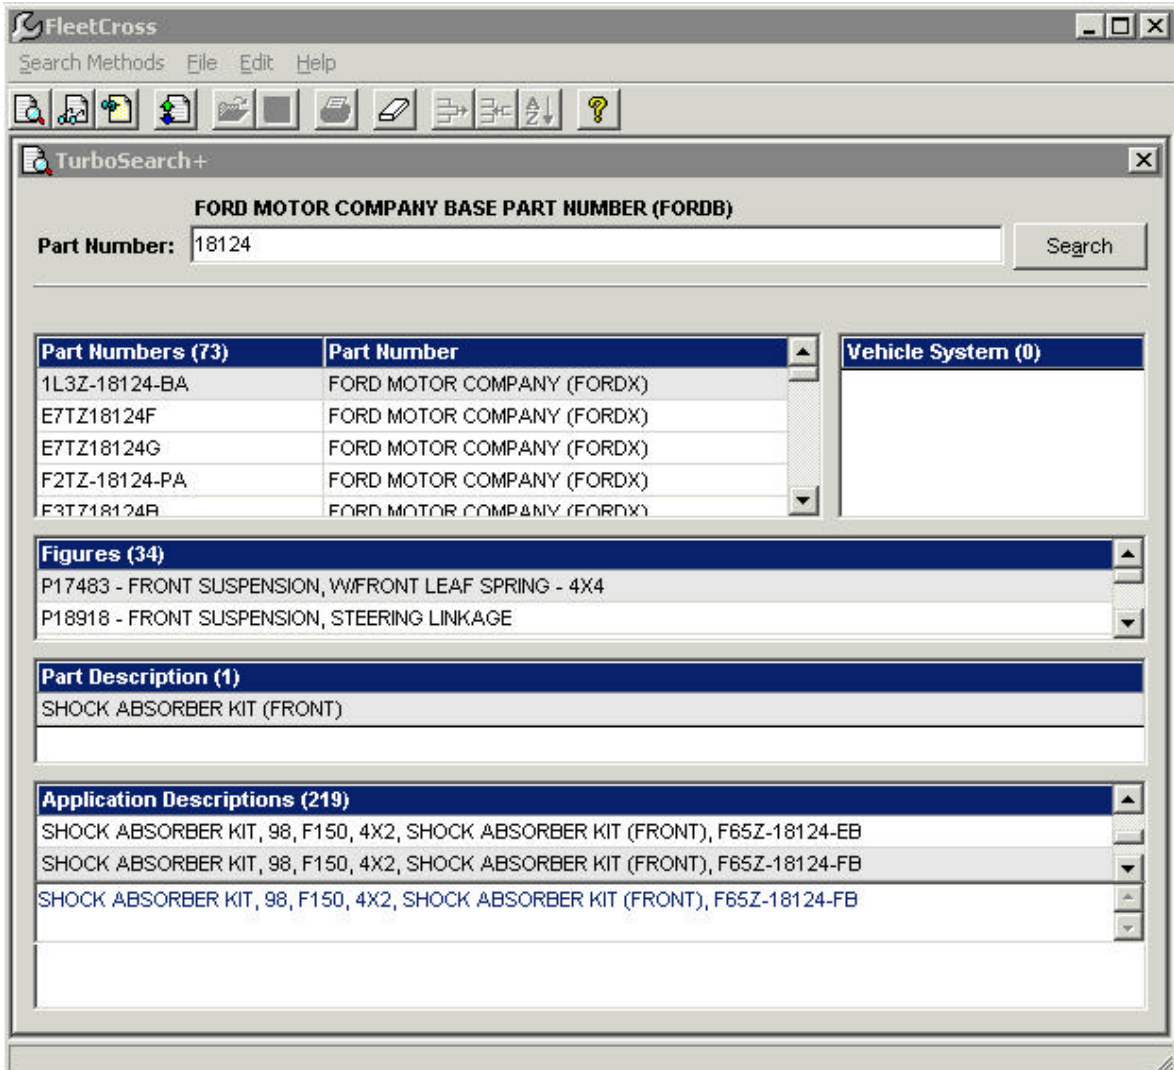 FleetCross
Search Methods File Edit Help
TurboSearch+
FORD MOTOR COMPANY BASE PART NUMBER (FORDB)
Part Number: 18124 Search
Part Numbers (73) Part Number Vehicle System (0)
1L3Z-18124-BA FORD MOTOR COMPANY (FORDX)
E7TZ18124F FORD MOTOR COMPANY (FORDX)
E7TZ18124G FORD MOTOR COMPANY (FORDX)
F2TZ-18124-PA FORD MOTOR COMPANY (FORDX)
F3TZ18124B FORD MOTOR COMPANY (FORDX)
Figures (34)
P17483 - FRONT SUSPENSION, W/FRONT LEAF SPRING - 4X4
P18918 - FRONT SUSPENSION, STEERING LINKAGE
Part Description (1)
SHOCK ABSORBER KIT (FRONT)
Application Descriptions (219)
SHOCK ABSORBER KIT, 98, F150, 4X2, SHOCK ABSORBER KIT (FRONT), F65Z-18124-EB
SHOCK ABSORBER KIT, 98, F150, 4X2, SHOCK ABSORBER KIT (FRONT), F65Z-18124-FB
SHOCK ABSORBER KIT, 98, F150, 4X2, SHOCK ABSORBER KIT (FRONT), F65Z-18124-FB